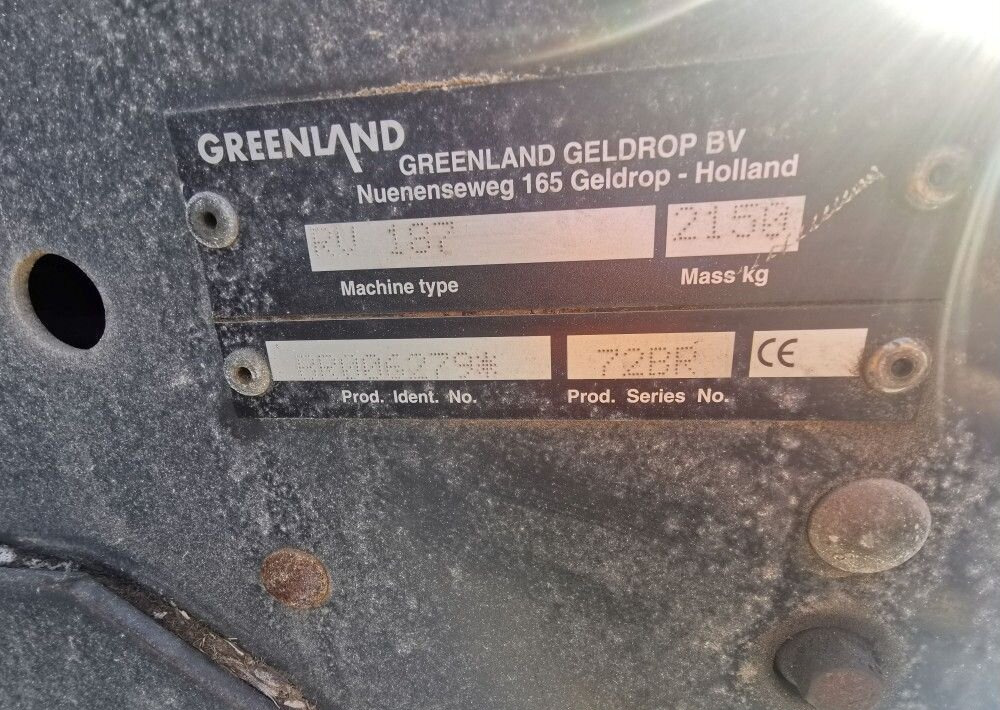 GREENLAND
GREENLAND GELDROP BV
Nuenenseweg 165 Geldrop - Holland
RV 187 2150
Machine type Mass kg
72BR CE
Prod. Ident. No. Prod. Series No.